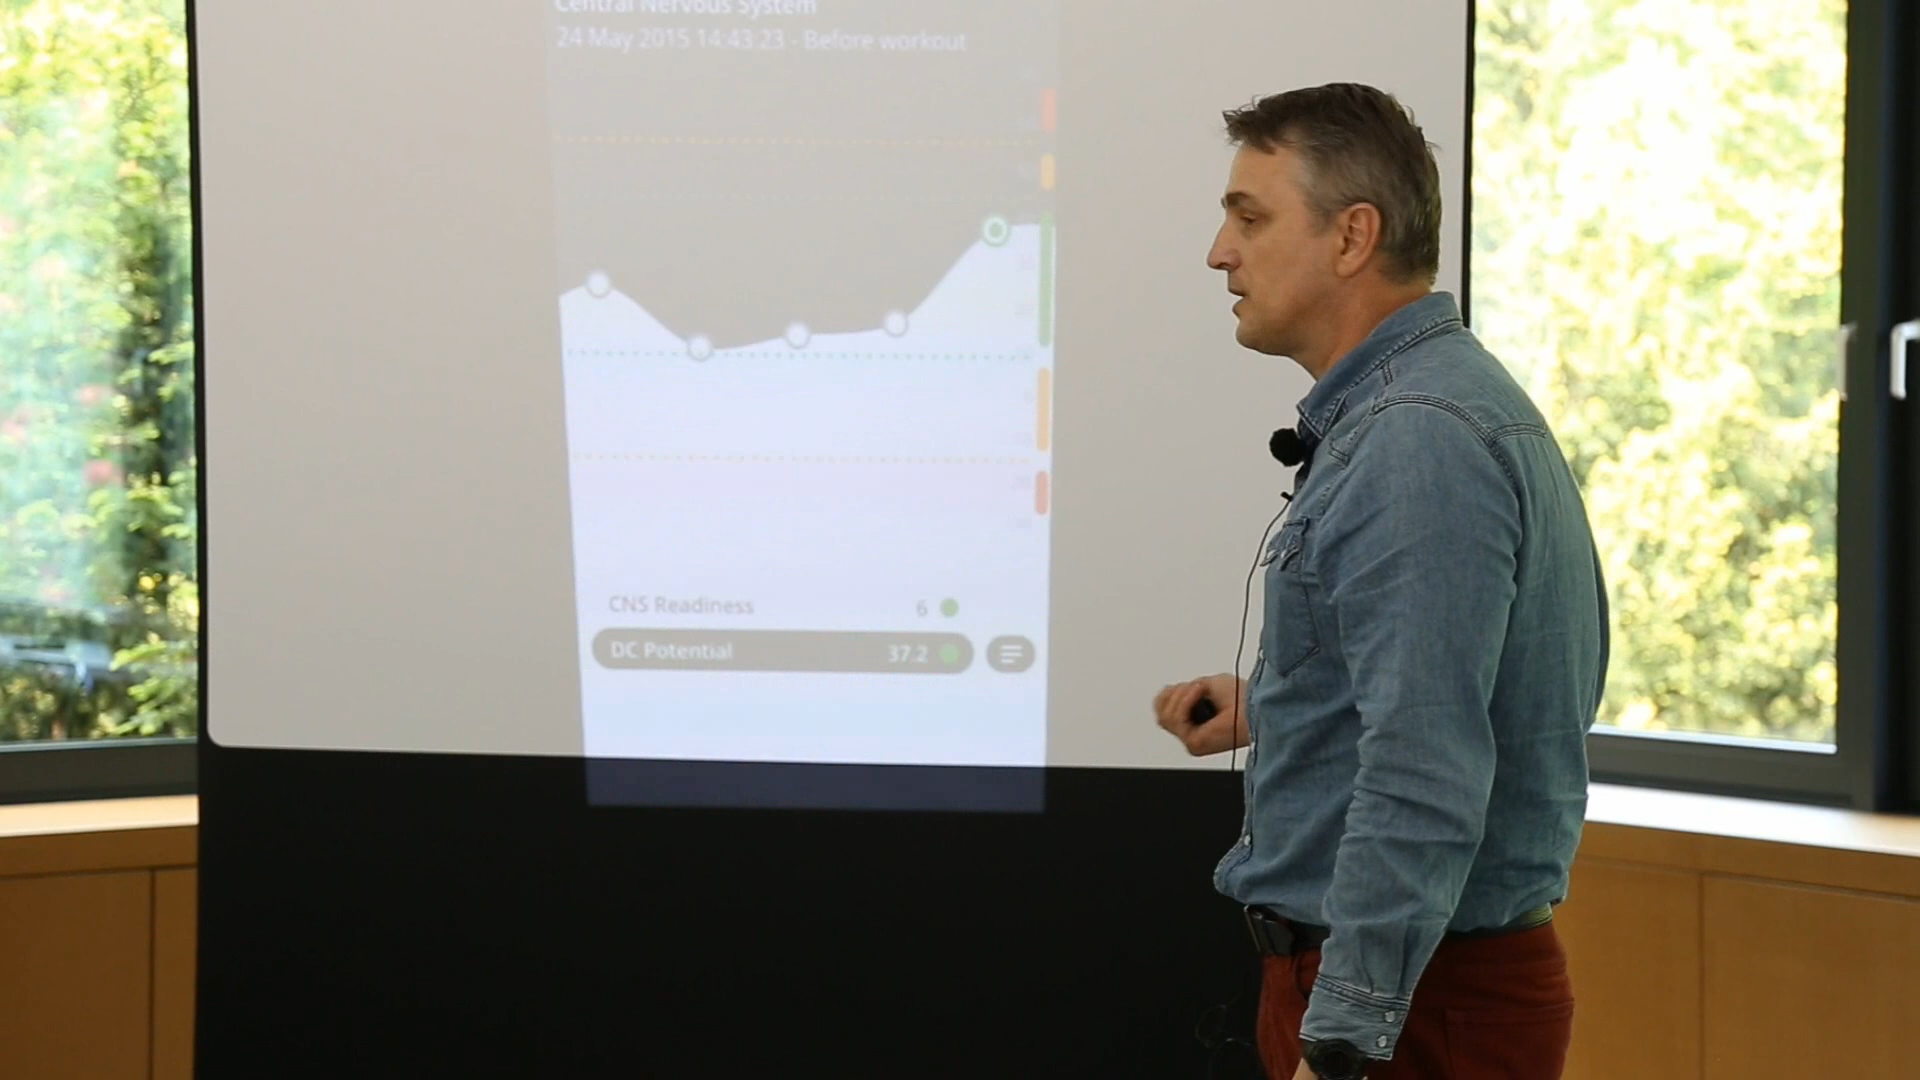 Central Nervous System
24 May 2015 14:43:23 - Before workout
CNS Readiness 6
DC Potential 37.2